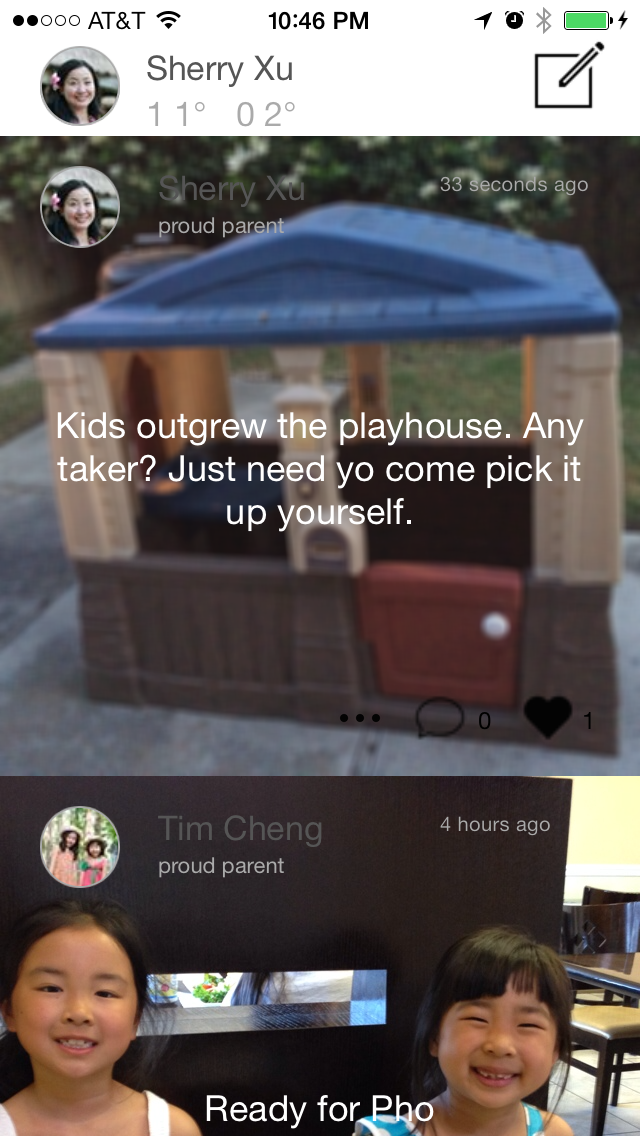 AT&T 10:46 PM
Sherry Xu
1 1° 0 2°
Sherry Xu 33 seconds ago
proud parent
Kids outgrew the playhouse. Any
taker? Just need yo come pick it
up yourself.
0 1
Tim Cheng 4 hours ago
proud parent
Ready for Pho